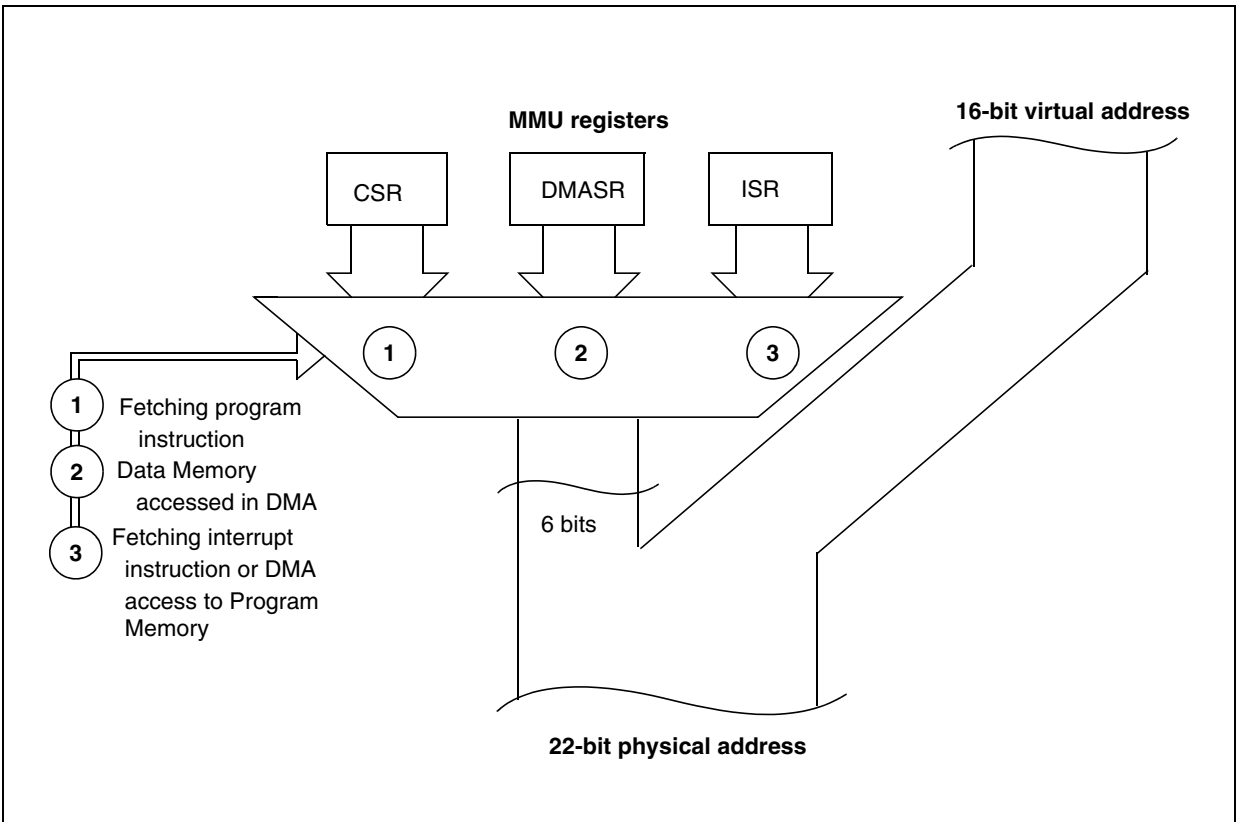 MMU registers
16-bit virtual address
CSR
DMASR
ISR
1
2
3
1
Fetching program
instruction
2
Data Memory
accessed in DMA
3
Fetching interrupt
instruction or DMA
access to Program
Memory
6 bits
22-bit physical address